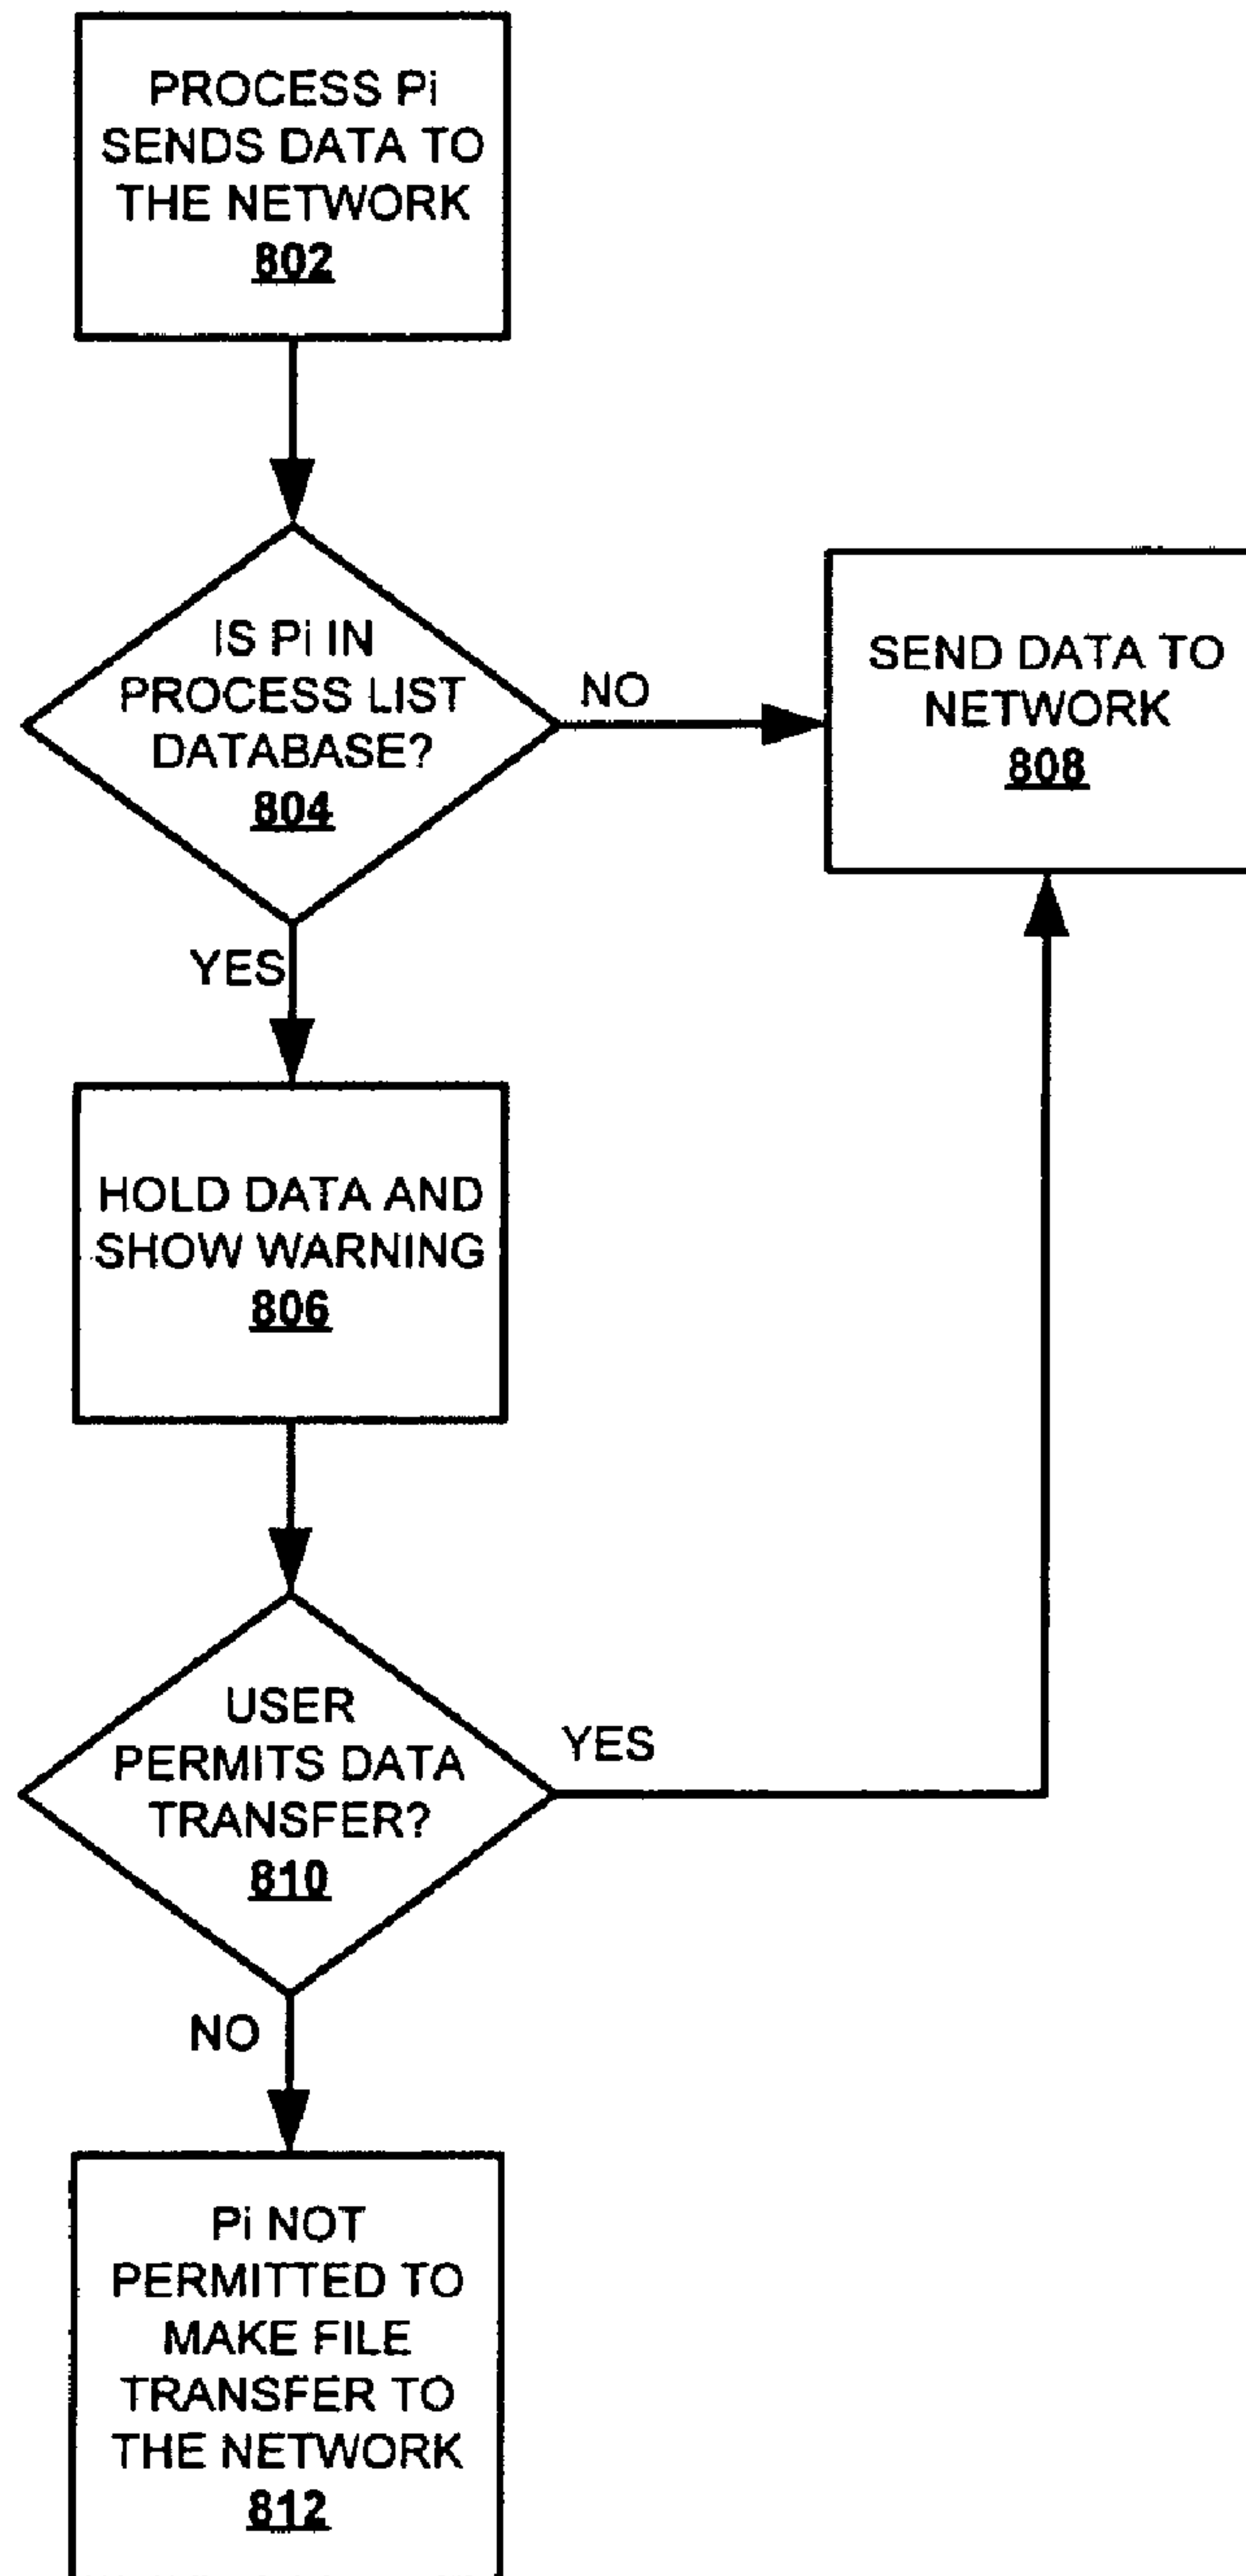 PROCESS Pi
SENDS DATA TO
THE NETWORK
802
IS Pi IN
PROCESS LIST
DATABASE?
804
NO
SEND DATA TO
NETWORK
808
YES
HOLD DATA AND
SHOW WARNING
806
USER
PERMITS DATA
TRANSFER?
810
YES
NO
Pi NOT
PERMITTED TO
MAKE FILE
TRANSFER TO
THE NETWORK
812